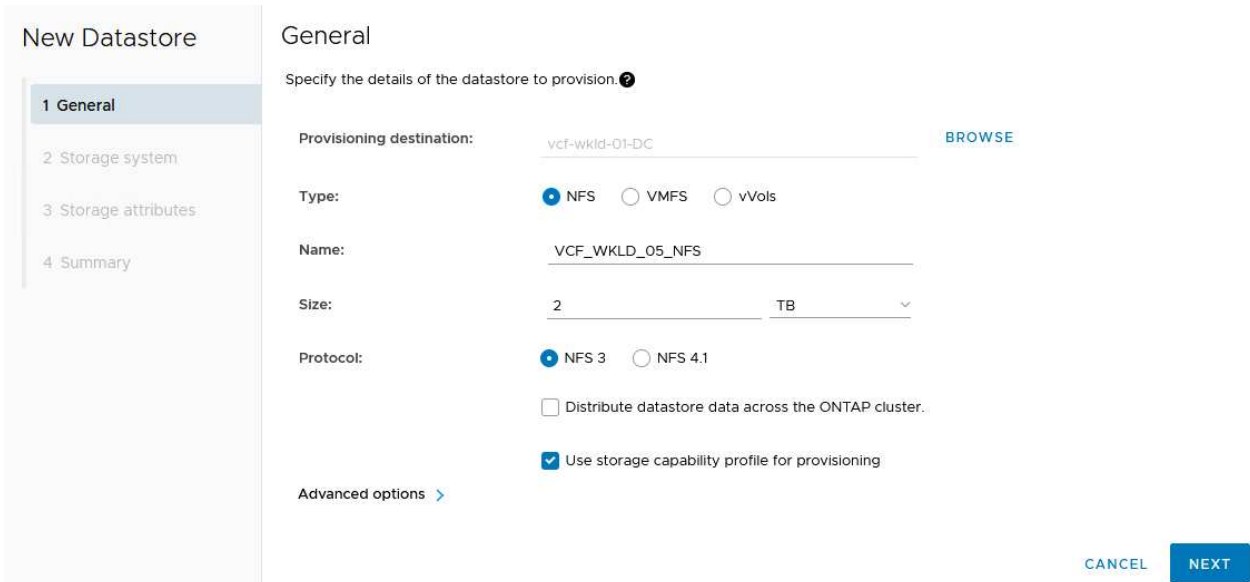 New Datastore
1 General
2 Storage system
3 Storage attributes
4 Summary
General
Specify the details of the datastore to provision.?
Provisioning destination:
vcf-wkld-01-DC
BROWSE
Type:
NFS
VMFS
vVols
Name:
VCF_WKLD_05_NFS
Size:
2
TB
Protocol:
NFS 3
NFS 4.1
Distribute datastore data across the ONTAP cluster.
Use storage capability profile for provisioning
Advanced options >
CANCEL
NEXT